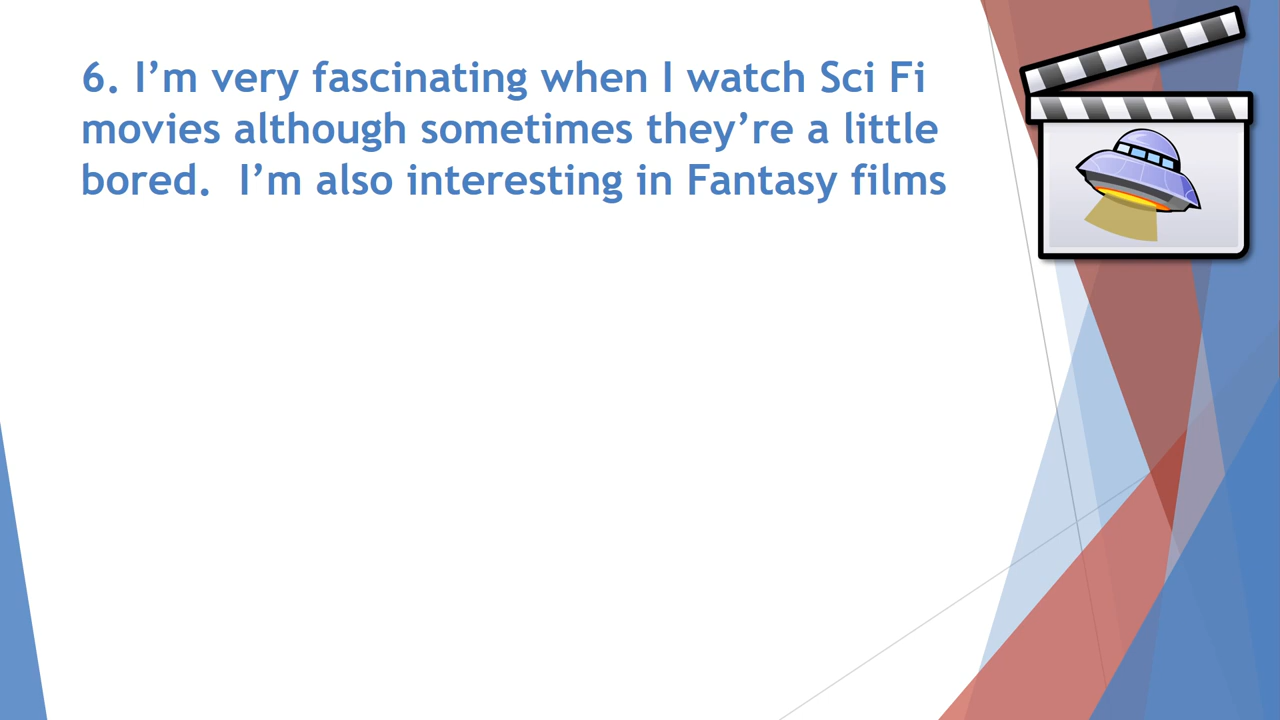 6. I’m very fascinating when I watch Sci Fi
movies although sometimes they’re a little
bored.  I’m also interesting in Fantasy films